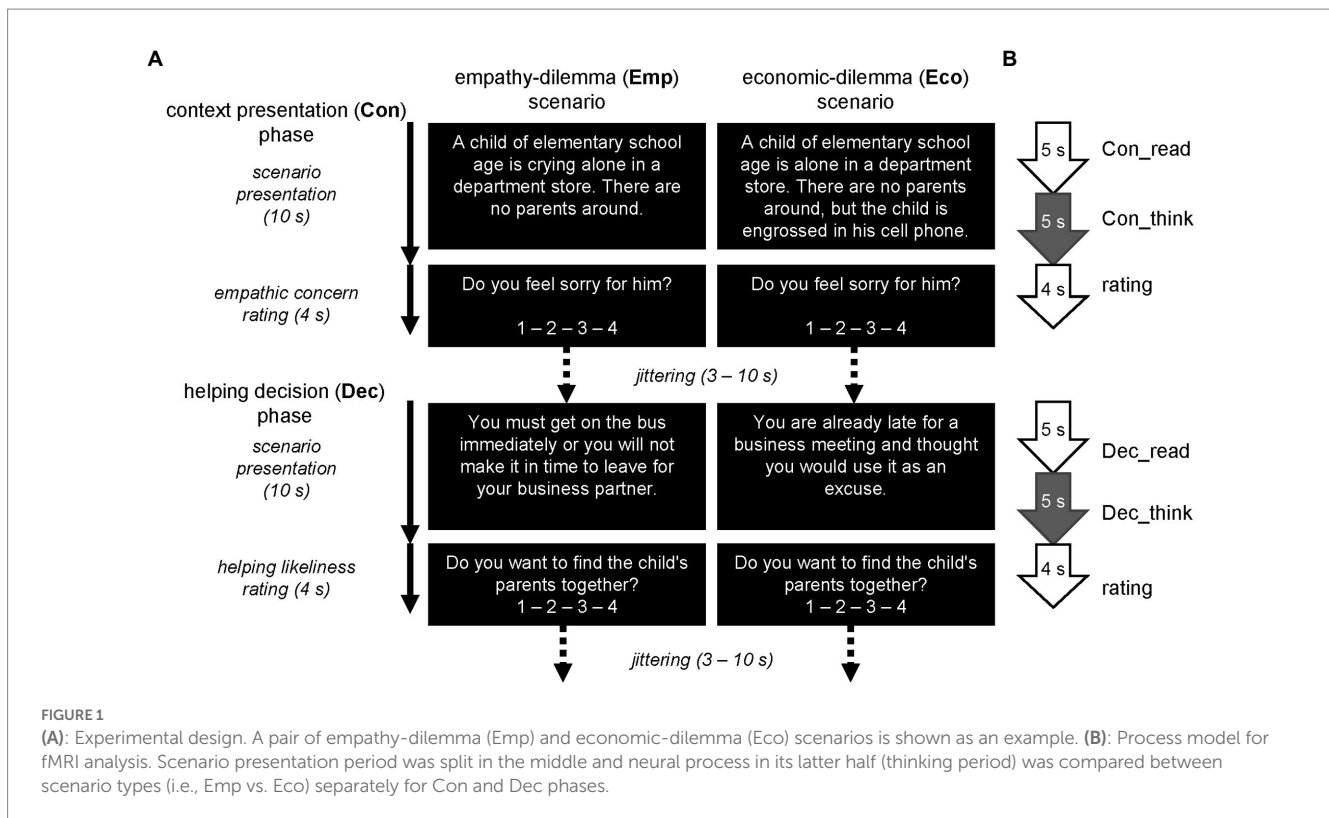 A
B
empathy-dilemma (Emp)
scenario
economic-dilemma (Eco)
scenario
context presentation (Con)
phase
scenario
presentation
(10 s)
A child of elementary school
age is crying alone in a
department store. There are
no parents around.
A child of elementary school
age is alone in a department
store. There are no parents
around, but the child is
engrossed in his cell phone.
5 s
Con_read
5 s
Con_think
empathic concern
rating (4 s)
Do you feel sorry for him?
1 – 2 – 3 – 4
Do you feel sorry for him?
1 – 2 – 3 – 4
4 s
rating
jittering (3 – 10 s)
helping decision (Dec)
phase
scenario
presentation
(10 s)
You must get on the bus
immediately or you will not
make it in time to leave for
your business partner.
You are already late for a
business meeting and thought
you would use it as an
excuse.
5 s
Dec_read
5 s
Dec_think
helping likeliness
rating (4 s)
Do you want to find the child's
parents together?
1 – 2 – 3 – 4
Do you want to find the child's
parents together?
1 – 2 – 3 – 4
4 s
rating
jittering (3 – 10 s)
FIGURE 1
(A): Experimental design. A pair of empathy-dilemma (Emp) and economic-dilemma (Eco) scenarios is shown as an example. (B): Process model for
fMRI analysis. Scenario presentation period was split in the middle and neural process in its latter half (thinking period) was compared between
scenario types (i.e., Emp vs. Eco) separately for Con and Dec phases.